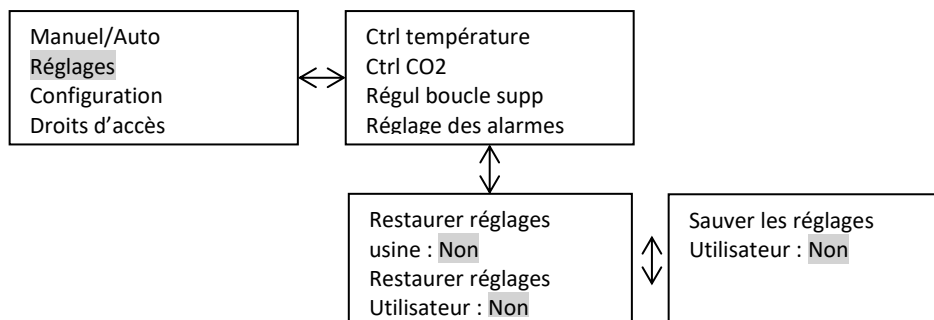 Manuel/Auto
Réglages
Configuration
Droits d’accès
Ctrl température
Ctrl CO2
Régul boucle supp
Réglage des alarmes
Restaurer réglages
usine : Non
Restaurer réglages
Utilisateur : Non
Sauver les réglages
Utilisateur : Non